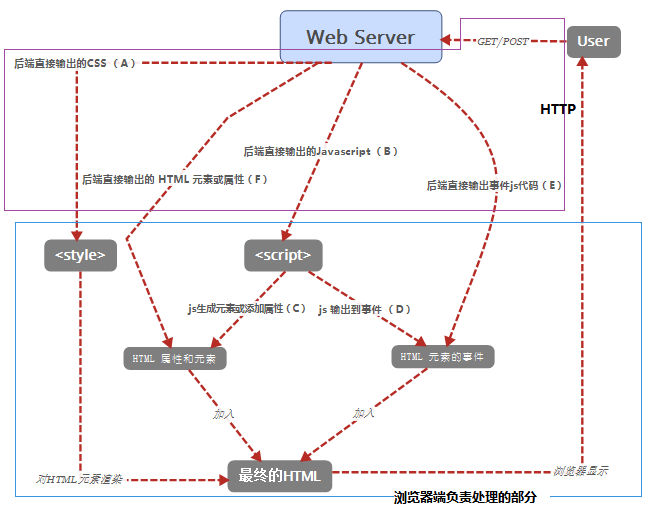 Web Server
GET/POST
User
后端直接输出的CSS（A）
HTTP
后端直接输出的Javascript（B）
后端直接输出的 HTML 元素或属性（F）
后端直接输出事件js代码（E）
<style>
<script>
js生成元素或添加属性（C）
js 输出到事件（D）
HTML 属性和元素
HTML 元素的事件
加入
加入
对HTML元素渲染
最终的HTML
浏览器显示
浏览器端负责处理的部分